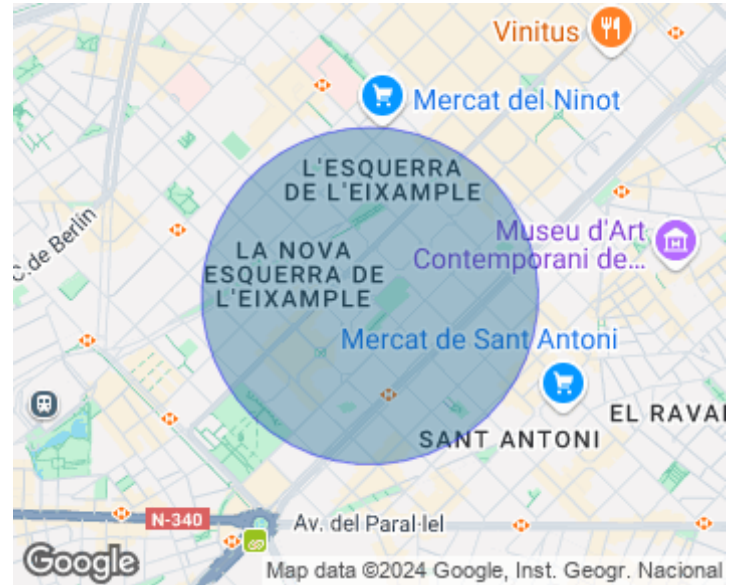 Vinitus
Mercat del Ninot
L'ESQUERRA
DE L'EIXAMPLE
C. de Berlin
Museu d'Art
Contemporani de...
LA NOVA
ESQUERRA DE
L'EIXAMPLE
Mercat de Sant Antoni
EL RAVAL
SANT ANTONI
N-340
Av. del Paral·lel
Google
Map data ©2024 Google, Inst. Geogr. Nacional